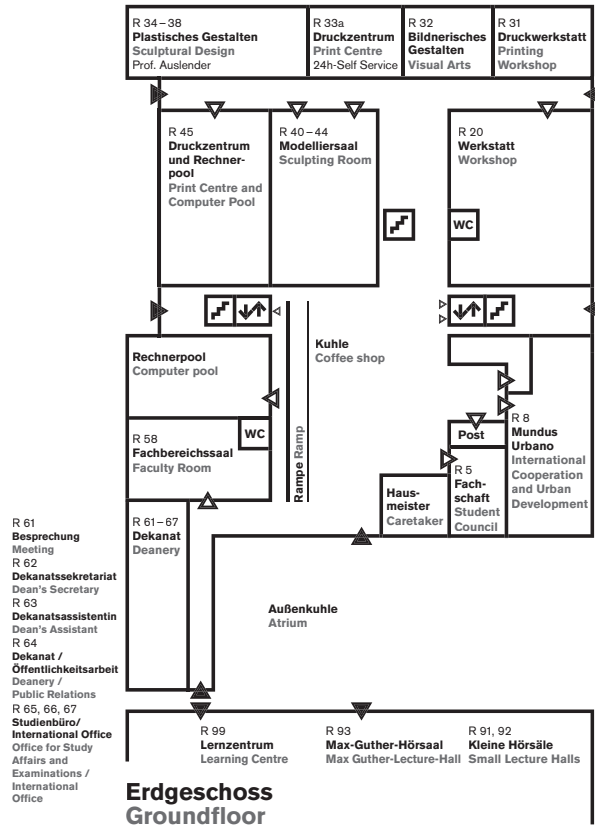 R 34–38
Plastisches Gestalten
Sculptural Design
Prof. Auslender
R 33a
Druckzentrum
Print Centre
24h-Self Service
R 32
Bildnerisches
Gestalten
Visual Arts
R 31
Druckwerkstatt
Printing
Workshop
R 45
Druckzentrum
und Rechner-
pool
Print Centre and
Computer Pool
R 40–44
Modelliersaal
Sculpting Room
R 20
Werkstatt
Workshop
WC
Rechnerpool
Computer pool
Kuhle
Coffee shop
R 58
Fachbereichssaal
Faculty Room
WC
Rampe Ramp
Post
R 8
Mundus
Urbano
International
Cooperation
and Urban
Development
R 5
Fach-
schaft
Student
Council
Haus-
meister
Caretaker
R 61–67
Dekanat
Deanery
R 61
Besprechung
Meeting
R 62
Dekanatssekretariat
Dean's Secretary
R 63
Dekanatsassistentin
Dean's Assistant
R 64
Dekanat /
Öffentlichkeitsarbeit
Deanery /
Public Relations
R 65, 66, 67
Studienbüro/
International Office
Office for Study
Affairs and
Examinations /
International
Office
Außenkuhle
Atrium
R 99
Lernzentrum
Learning Centre
R 93
Max-Guther-Hörsaal
Max Guther-Lecture-Hall
R 91, 92
Kleine Hörsäle
Small Lecture Halls
Erdgeschoss
Groundfloor